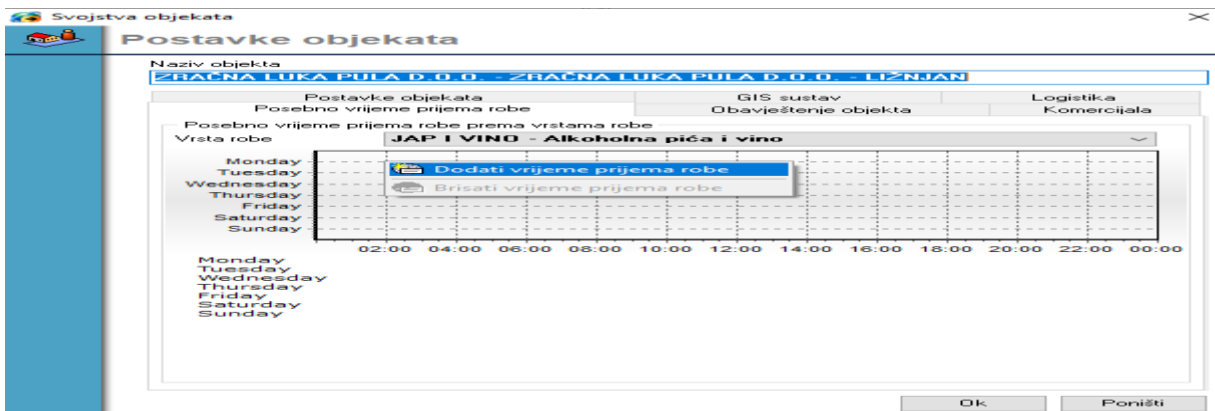 Svojstva objekata
Postavke objekata
Naziv objekta
ZRAČNA LUKA PULA D.O.O. - ZRAČNA LUKA PULA D.O.O. - LIŽNJAN
Postavke objekata GIS sustav Logistika
Posebno vrijeme prijema robe Obavještenje objekta Komercijala
Posebno vrijeme prijema robe prema vrstama robe
Vrsta robe JAP I VINO - Alkoholna pića i vino
Monday
Tuesday
Wednesday
Thursday
Friday
Saturday
Sunday
Dodati vrijeme prijema robe
Brisati vrijeme prijema robe
02:00 04:00 06:00 08:00 10:00 12:00 14:00 16:00 18:00 20:00 22:00 00:00
Monday
Tuesday
Wednesday
Thursday
Friday
Saturday
Sunday
Ok Poništi